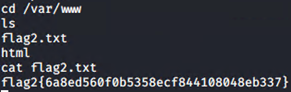 cd /var/www
ls
flag2.txt
html
cat flag2.txt
flag2{6a8ed560f0b5358ecf844108048eb337}